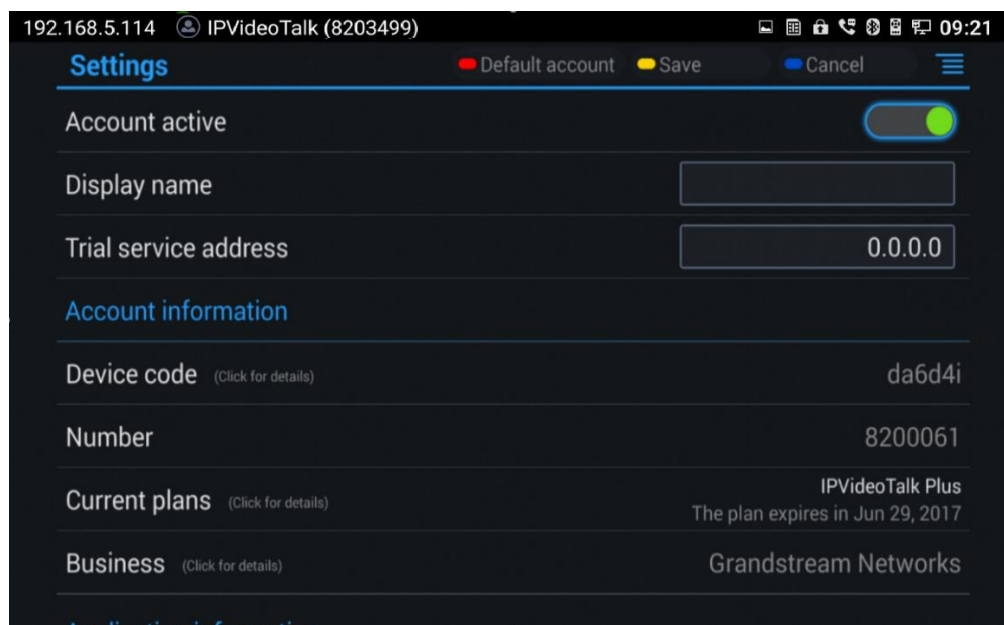 192.168.5.114 IPVideoTalk (8203499) 09:21
Settings Default account Save Cancel
Account active
Display name
Trial service address 0.0.0.0
Account information
Device code (Click for details) da6d4i
Number 8200061
Current plans (Click for details) IPVideoTalk Plus
The plan expires in Jun 29, 2017
Business (Click for details) Grandstream Networks